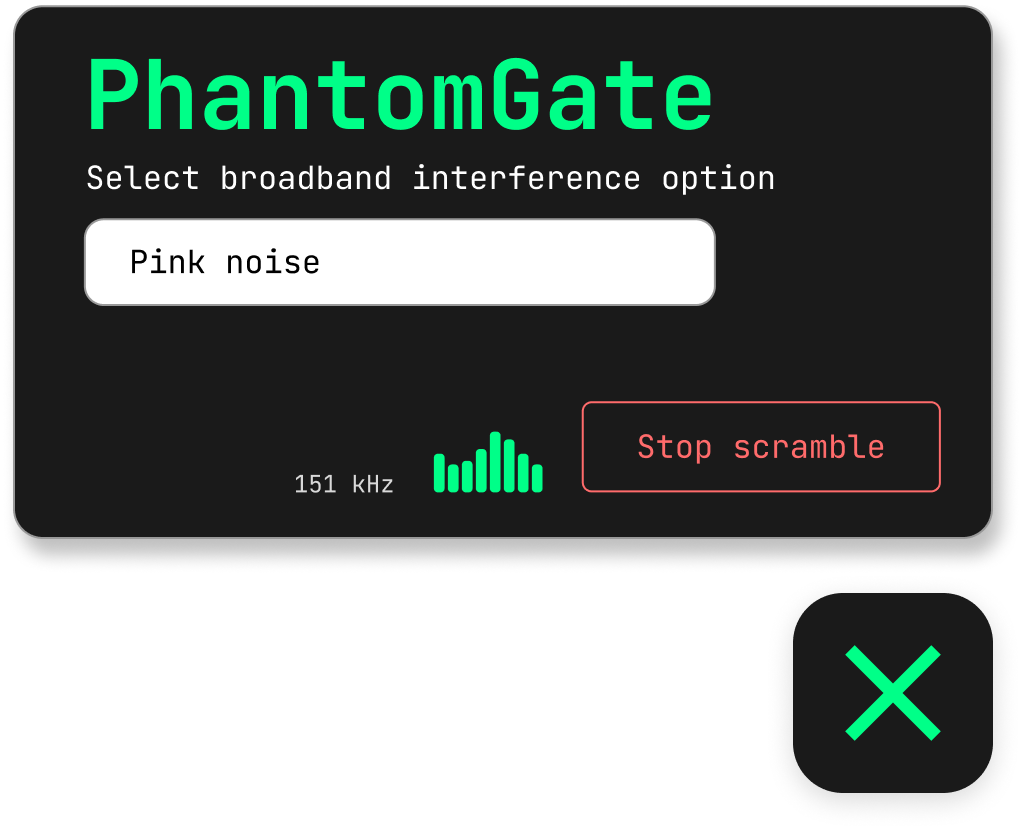 PhantomGate
Select broadband interference option
Pink noise
151 kHz
Stop scramble